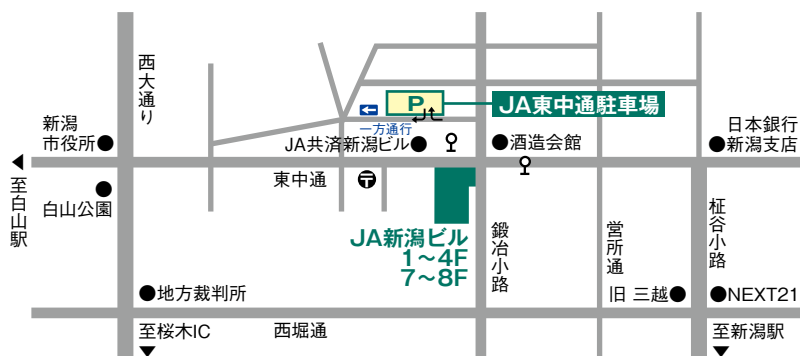 西大通り
新潟
市役所
P
JA東中通駐車場
一方通行
JA共済新潟ビル
酒造会館
日本銀行
新潟支店
至白山駅
白山公園
東中通
〒
JA新潟ビル
1〜4F
7〜8F
鍛冶小路
営所通
柾谷小路
地方裁判所
旧 三越
NEXT21
至桜木IC
西堀通
至新潟駅